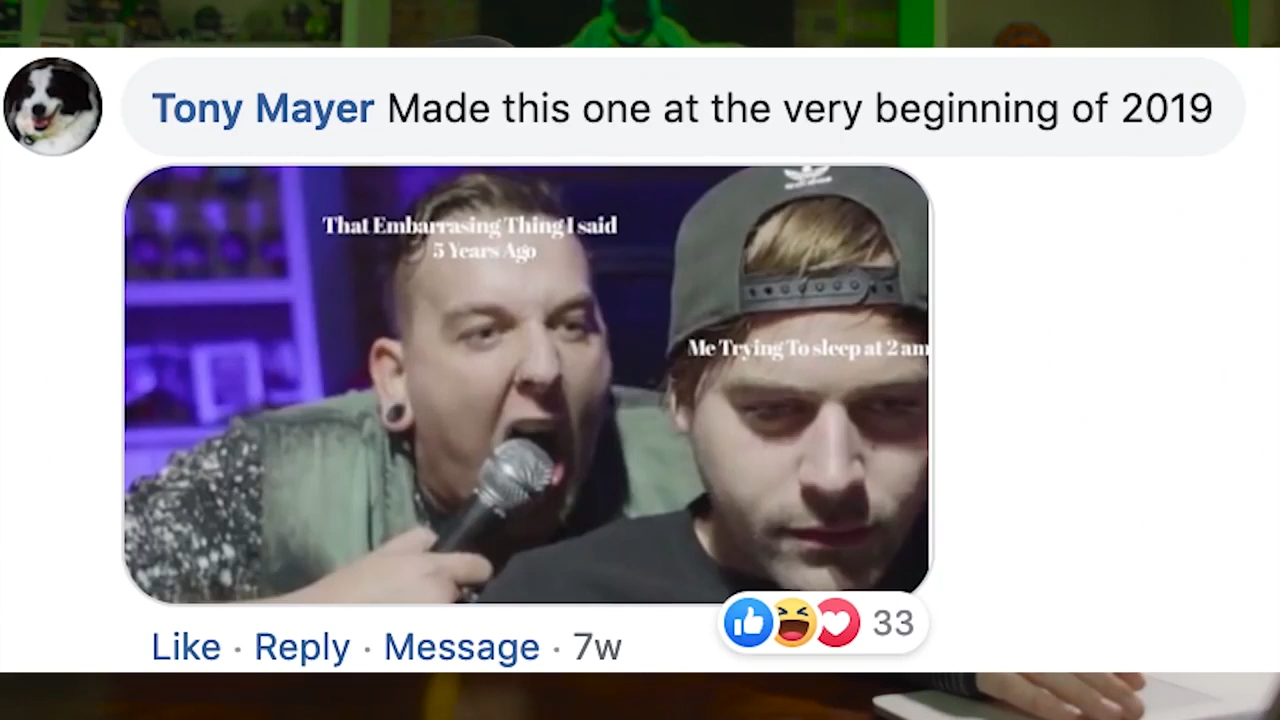 Tony Mayer Made this one at the very beginning of 2019
That Embarrasing Thing I said
5 Years Ago
Me Trying To sleep at 2 am
Like · Reply · Message · 7w
33